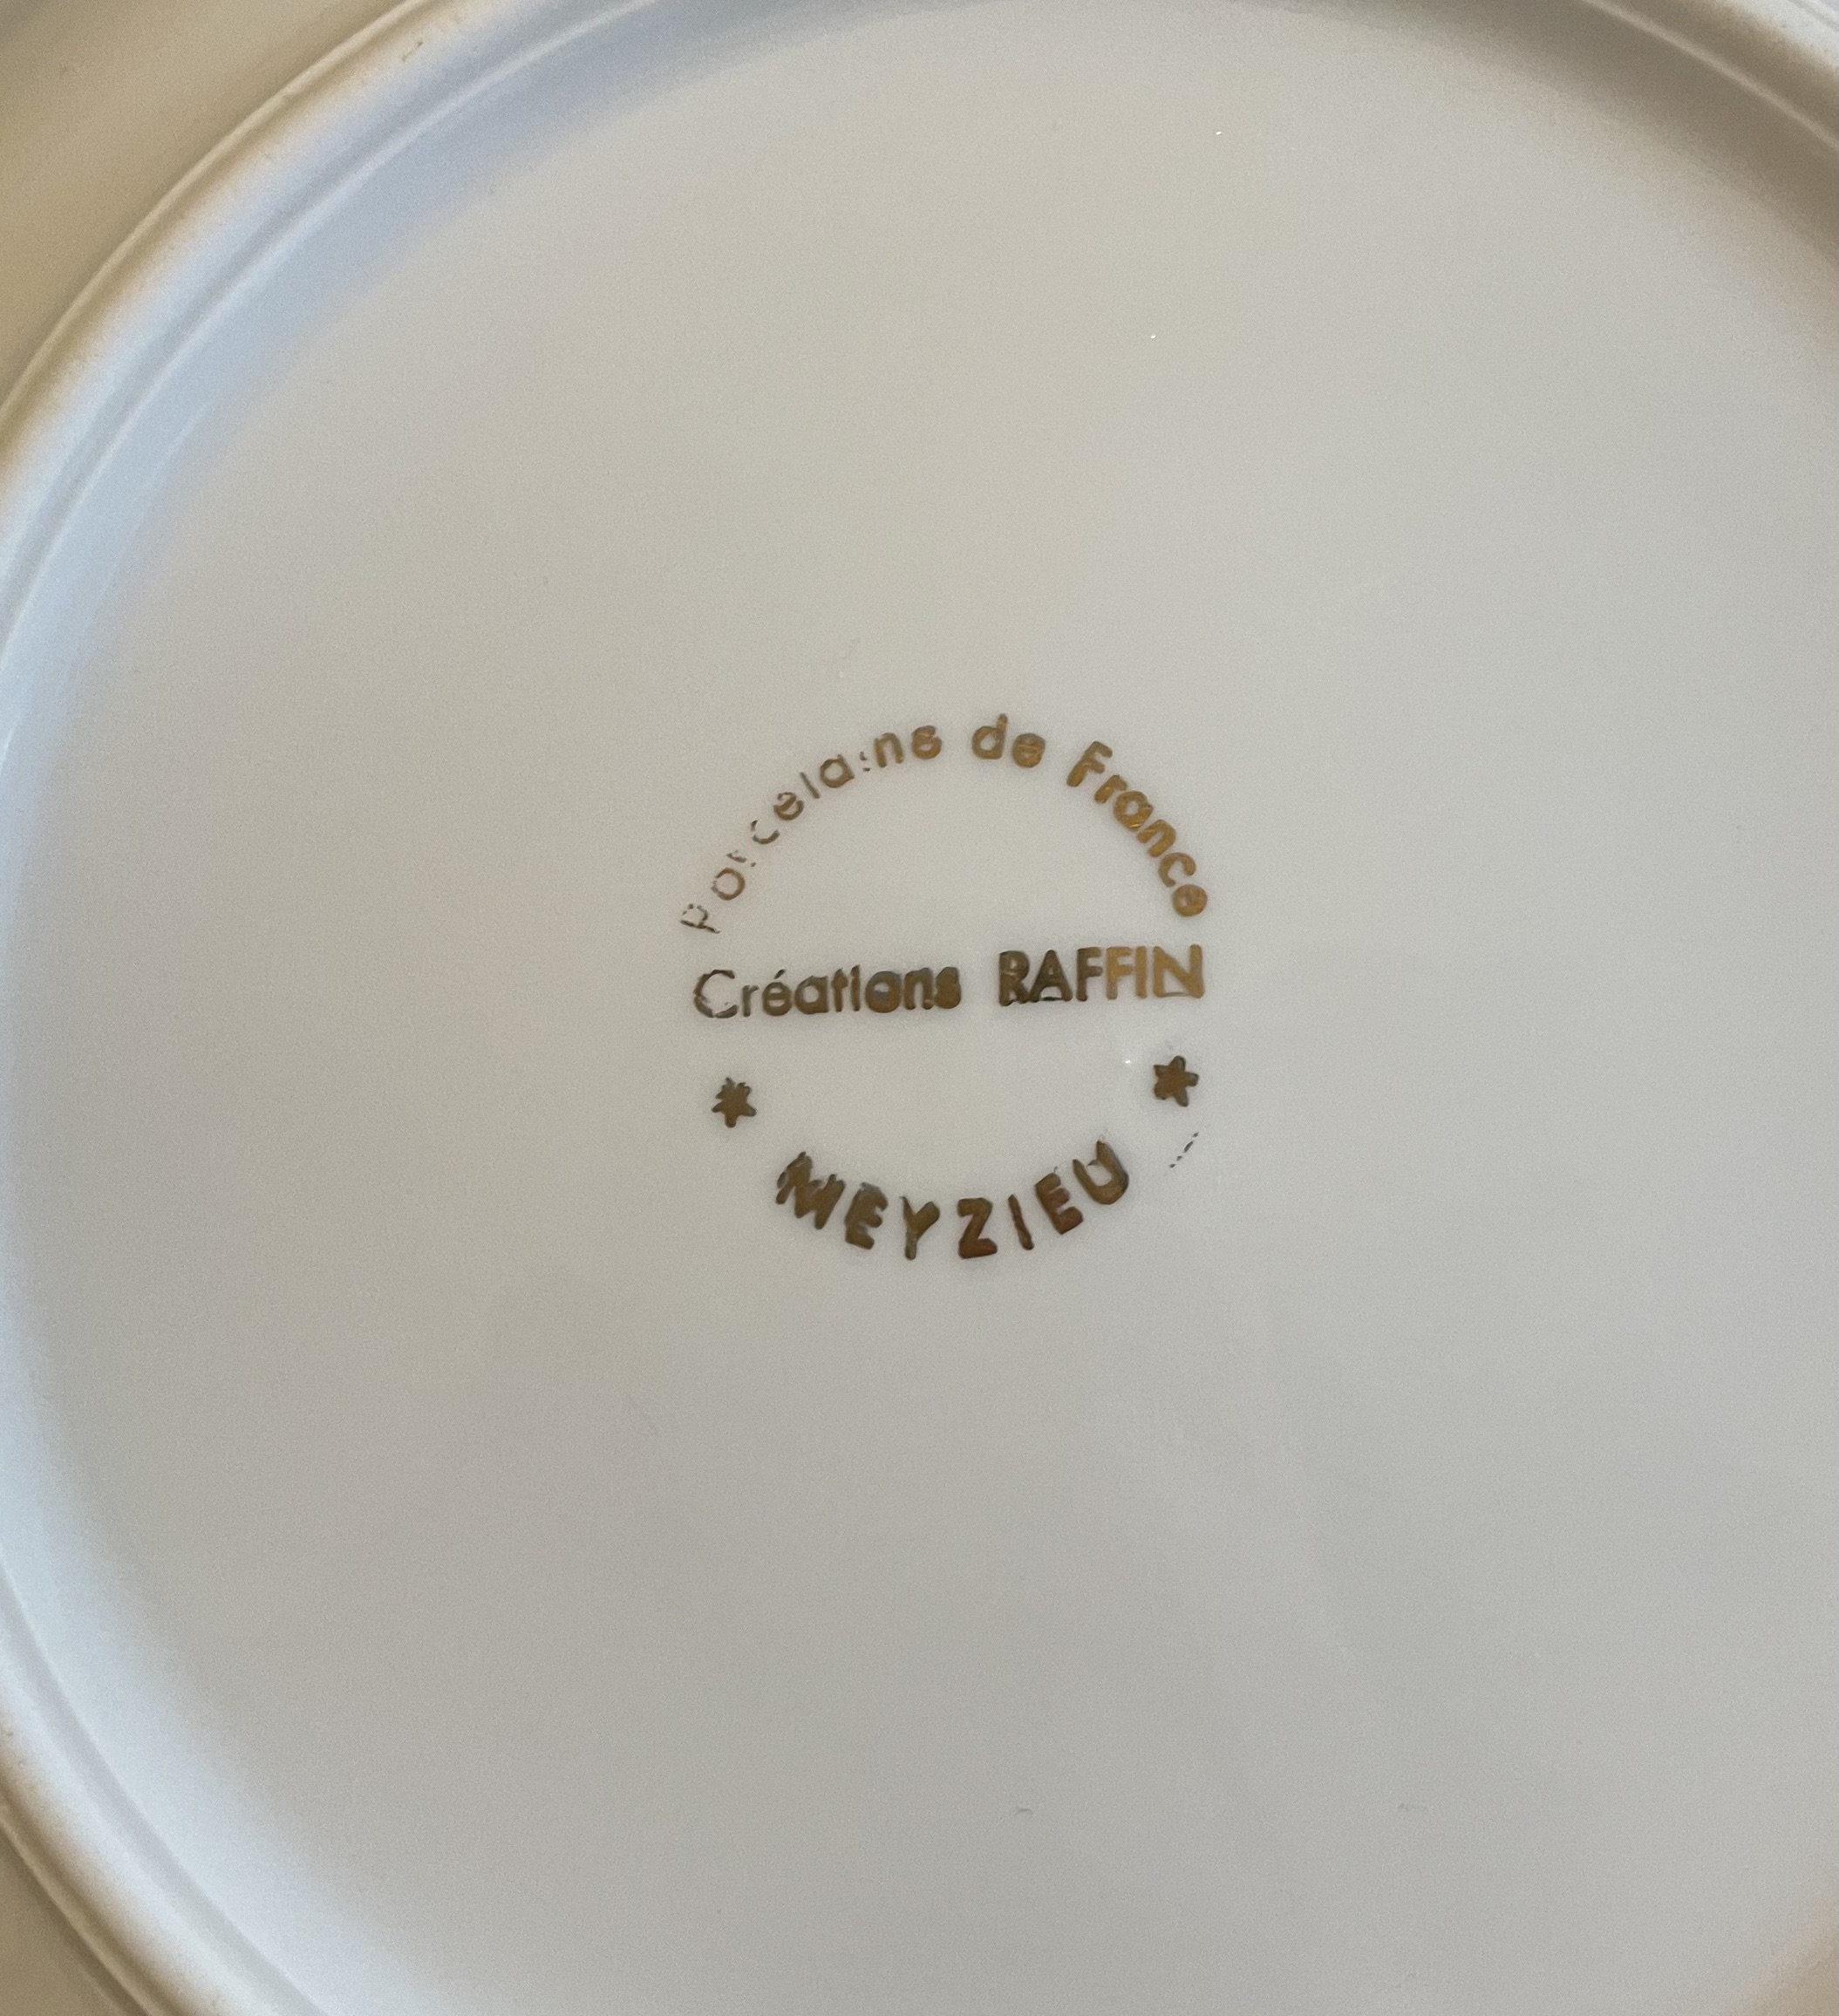 Porcelaine de France
Créations RAFFIN
MEYZIEU